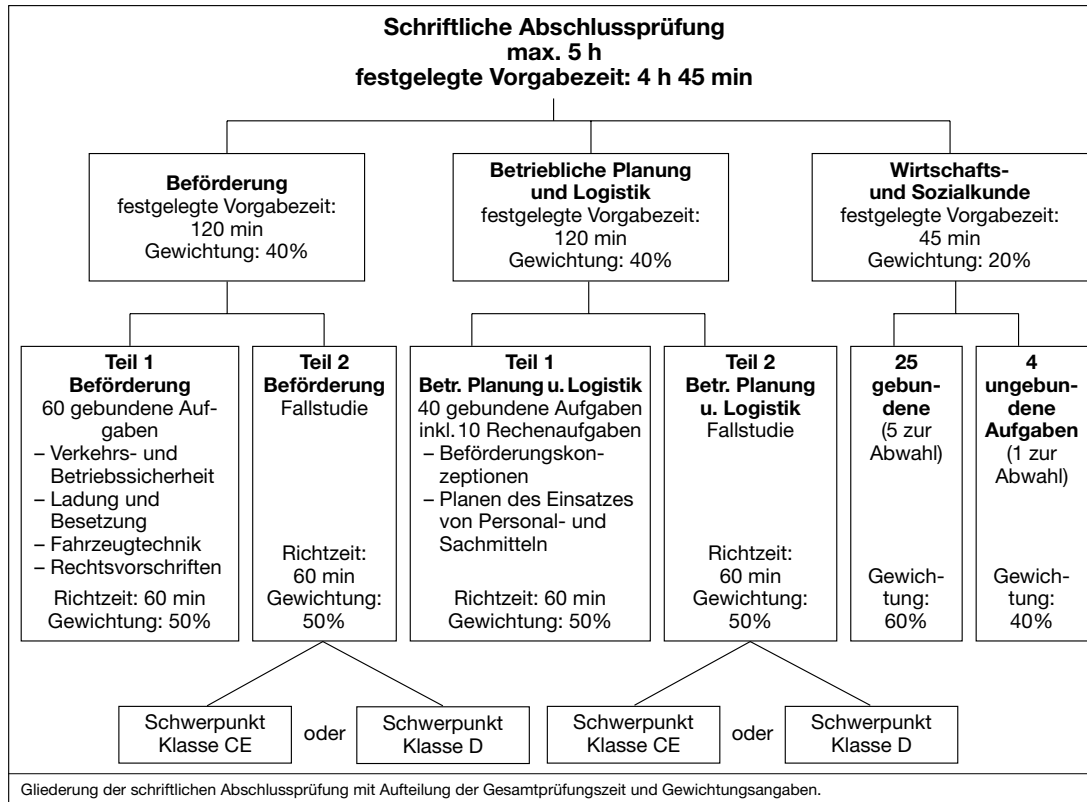 Schriftliche Abschlussprüfung
max. 5 h
festgelegte Vorgabezeit: 4 h 45 min
Beförderung
festgelegte Vorgabezeit:
120 min
Gewichtung: 40%
Betriebliche Planung
und Logistik
festgelegte Vorgabezeit:
120 min
Gewichtung: 40%
Wirtschafts-
und Sozialkunde
festgelegte Vorgabezeit:
45 min
Gewichtung: 20%
Teil 1
Beförderung
60 gebundene Auf-
gaben
– Verkehrs- und
Betriebssicherheit
– Ladung und
Besetzung
– Fahrzeugtechnik
– Rechtsvorschriften
Richtzeit: 60 min
Gewichtung: 50%
Teil 2
Beförderung
Fallstudie
Richtzeit:
60 min
Gewichtung:
50%
Teil 1
Betr. Planung u. Logistik
40 gebundene Aufgaben
inkl. 10 Rechenaufgaben
– Beförderungskon-
zeptionen
– Planen des Einsatzes
von Personal- und
Sachmitteln
Richtzeit: 60 min
Gewichtung: 50%
Teil 2
Betr. Planung
u. Logistik
Fallstudie
Richtzeit:
60 min
Gewichtung:
50%
25
gebun-
dene
(5 zur
Abwahl)
Gewich-
tung:
60%
4
ungebun-
dene
Aufgaben
(1 zur
Abwahl)
Gewich-
tung:
40%
Schwerpunkt
Klasse CE
oder
Schwerpunkt
Klasse D
Schwerpunkt
Klasse CE
oder
Schwerpunkt
Klasse D
Gliederung der schriftlichen Abschlussprüfung mit Aufteilung der Gesamtprüfungszeit und Gewichtungsangaben.